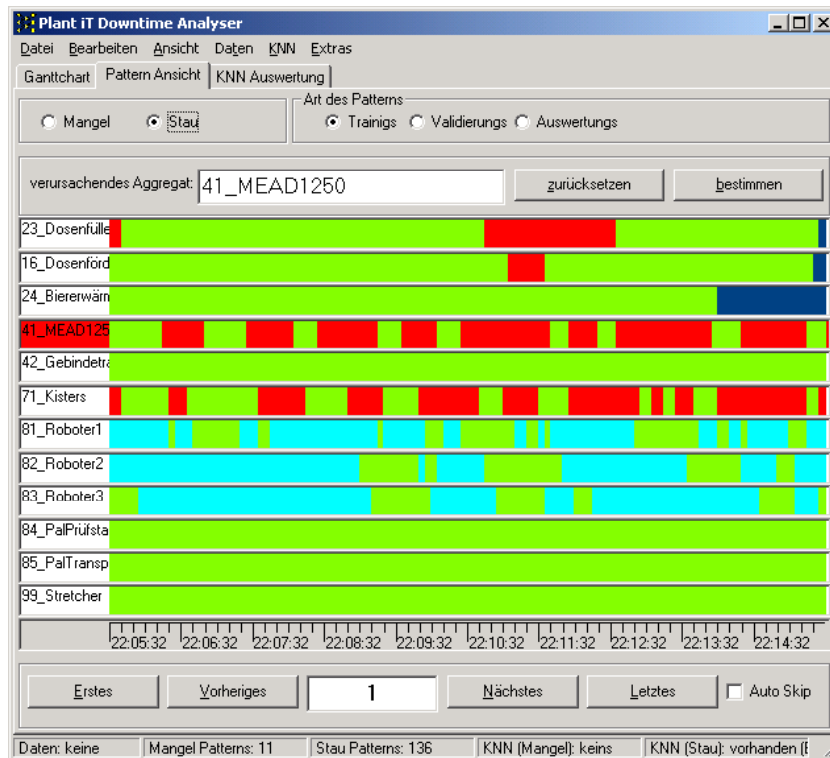 Plant iT Downtime Analyser
Datei Bearbeiten Ansicht Daten KNN Extras
Ganttchart Pattern Ansicht KNN Auswertung
Mangel Stau
Art des Patterns
Trainigs Validierungs Auswertungs
verursachendes Aggregat: 41_MEAD1250 zurücksetzen bestimmen
23_Dosenfülle
16_Dosenförd
24_Biererwärm
41_MEAD125
42_Gebindetra
71_Kisters
81_Roboter1
82_Roboter2
83_Roboter3
84_PalPrüfsta
85_PalTransp
99_Stretcher
22:05:32 22:06:32 22:07:32 22:08:32 22:09:32 22:10:32 22:11:32 22:12:32 22:13:32 22:14:32
Erstes Vorheriges 1 Nächstes Letztes Auto Skip
Daten: keine Mangel Patterns: 11 Stau Patterns: 136 KNN (Mangel): keins KNN (Stau): vorhanden (E